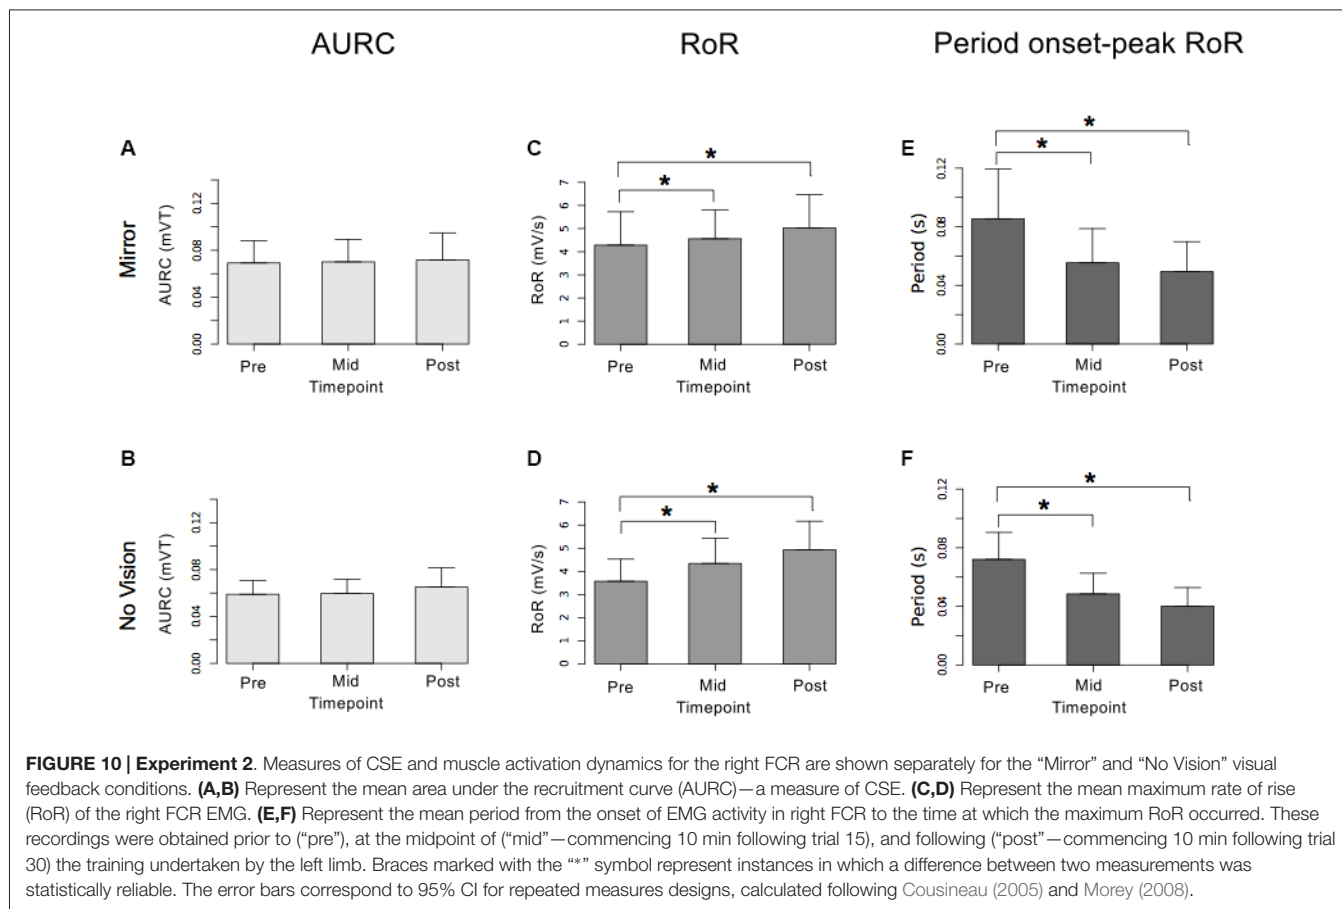 AURC
RoR
Period onset-peak RoR
Mirror
A
AURC (mVT)
0.12
0.08
0.04
0.00
Pre
Mid
Post
Timepoint
C
RoR (mV/s)
7
6
5
4
3
2
1
0
*
*
Pre
Mid
Post
Timepoint
E
Period (s)
0.12
0.08
0.04
0.00
*
*
Pre
Mid
Post
Timepoint
No Vision
B
AURC (mVT)
0.12
0.08
0.04
0.00
Pre
Mid
Post
Timepoint
D
RoR (mV/s)
7
6
5
4
3
2
1
0
*
*
Pre
Mid
Post
Timepoint
F
Period (s)
0.12
0.08
0.04
0.00
*
*
Pre
Mid
Post
Timepoint
FIGURE 10 | Experiment 2. Measures of CSE and muscle activation dynamics for the right FCR are shown separately for the “Mirror” and “No Vision” visual
feedback conditions. (A,B) Represent the mean area under the recruitment curve (AURC)—a measure of CSE. (C,D) Represent the mean maximum rate of rise
(RoR) of the right FCR EMG. (E,F) Represent the mean period from the onset of EMG activity in right FCR to the time at which the maximum RoR occurred. These
recordings were obtained prior to (“pre”), at the midpoint of (“mid”—commencing 10 min following trial 15), and following (“post”—commencing 10 min following trial
30) the training undertaken by the left limb. Braces marked with the “*” symbol represent instances in which a difference between two measurements was
statistically reliable. The error bars correspond to 95% CI for repeated measures designs, calculated following Cousineau (2005) and Morey (2008).